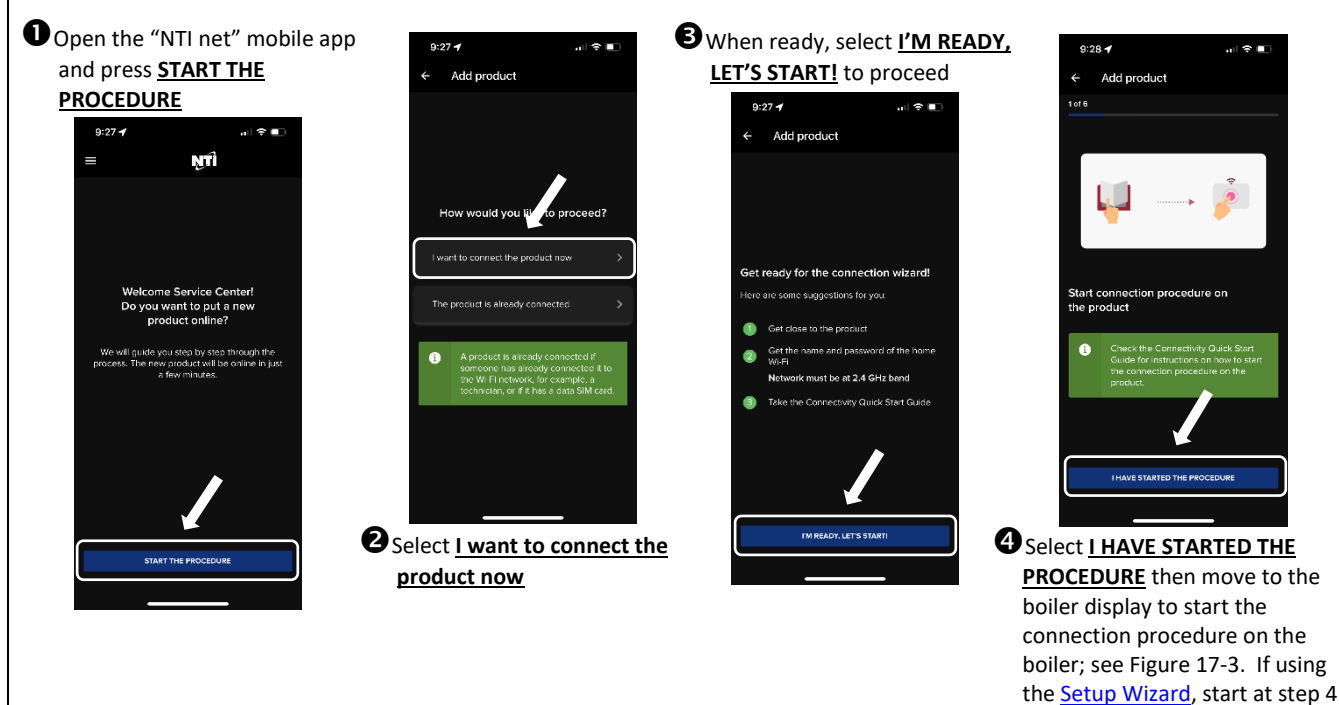 ❶ Open the “NTI net” mobile app
and press START THE
PROCEDURE
9:27
NTI
Welcome Service Center!
Do you want to put a new
product online?
We will guide you step by step through the
process. The new product will be online in just
a few minutes.
START THE PROCEDURE
9:27
Add product
How would you like to proceed?
I want to connect the product now
The product is already connected
A product is already connected if
someone has already connected it to
the Wi Fi network, for example, a
technician, or if it has a data SIM card.
❷ Select I want to connect the
product now
❸ When ready, select I’M READY,
LET’S START! to proceed
9:27
Add product
Get ready for the connection wizard!
Here are some suggestions for you:
1 Get close to the product
2 Get the name and password of the home
Wi-Fi
Network must be at 2.4 GHz band
3 Take the Connectivity Quick Start Guide
I'M READY, LET'S START!
9:28
Add product
1 of 6
Start connection procedure on
the product
Check the Connectivity Quick Start
Guide for instructions on how to start
the connection procedure on the
product.
I HAVE STARTED THE PROCEDURE
❹ Select I HAVE STARTED THE
PROCEDURE then move to the
boiler display to start the
connection procedure on the
boiler; see Figure 17-3.  If using
the Setup Wizard, start at step 4